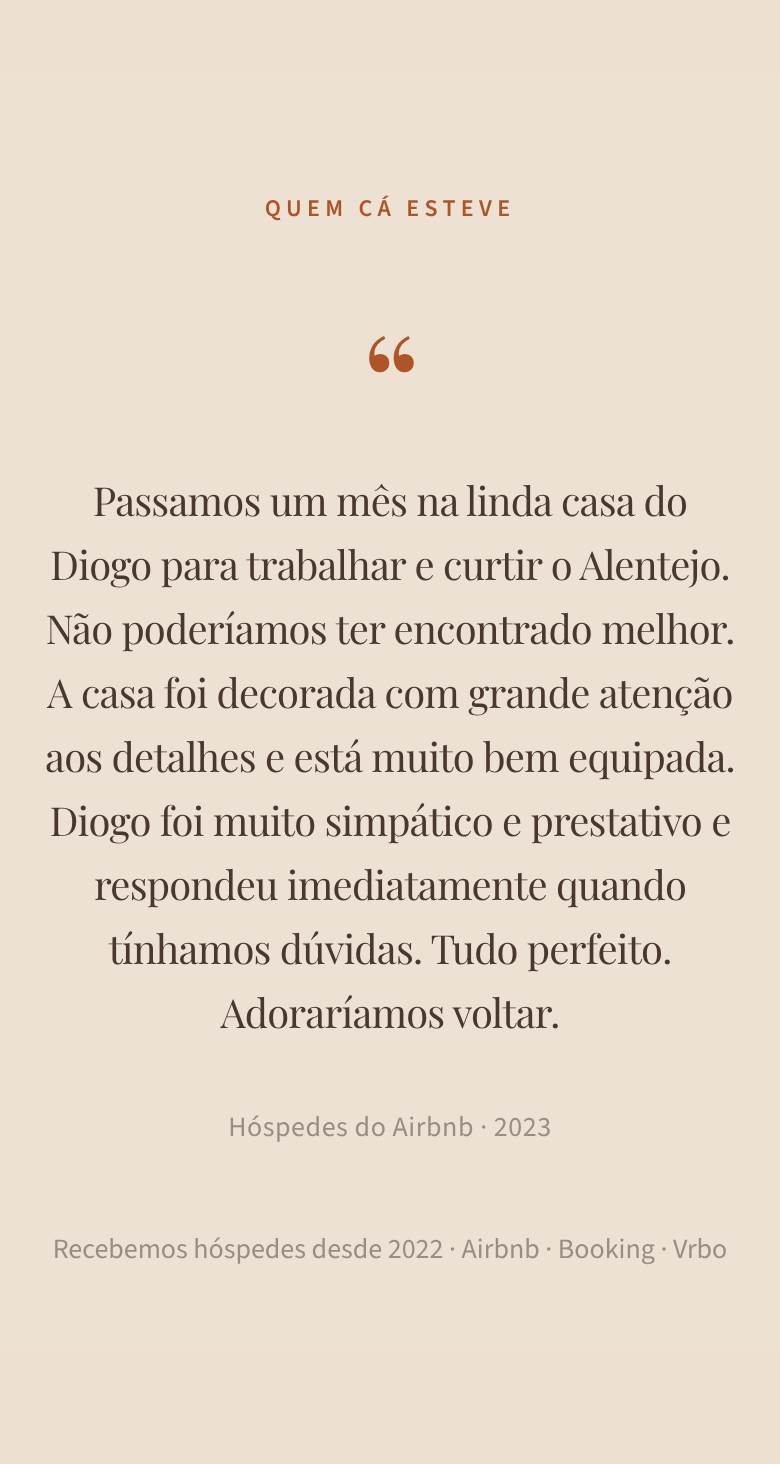 QUEM CÁ ESTEVE
“
Passamos um mês na linda casa do
Diogo para trabalhar e curtir o Alentejo.
Não poderíamos ter encontrado melhor.
A casa foi decorada com grande atenção
aos detalhes e está muito bem equipada.
Diogo foi muito simpático e prestativo e
respondeu imediatamente quando
tínhamos dúvidas. Tudo perfeito.
Adoraríamos voltar.
Hóspedes do Airbnb · 2023
Recebemos hóspedes desde 2022 · Airbnb · Booking · Vrbo